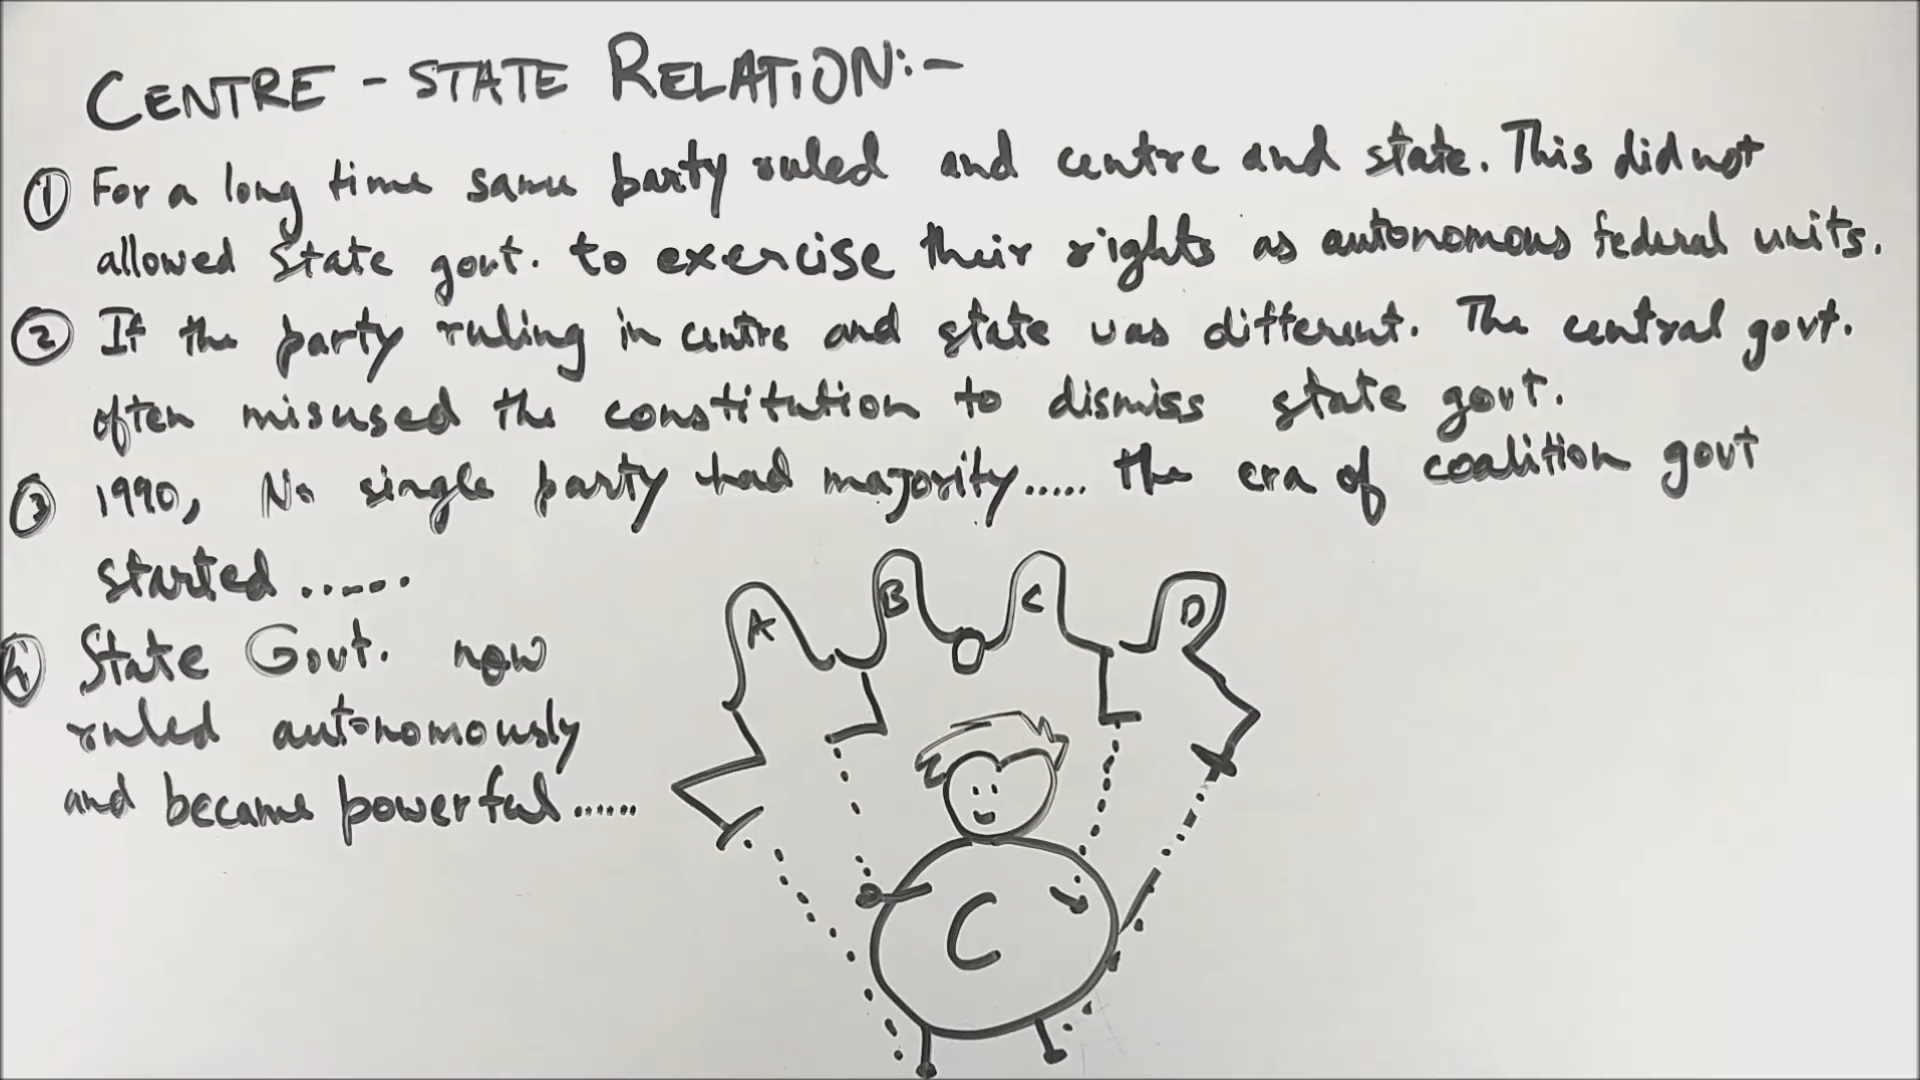 CENTRE - STATE RELATION:-
① For a long time same party ruled and centre and state. This did not
allowed State govt. to exercise their rights as autonomous federal units.
② If the party ruling in centre and state was different. The central govt.
often misused the constitution to dismiss state govt.
③ 1990, No single party had majority..... the era of coalition govt
started......
④ State Govt. now
ruled autonomously
and became powerful......
A B C D
C